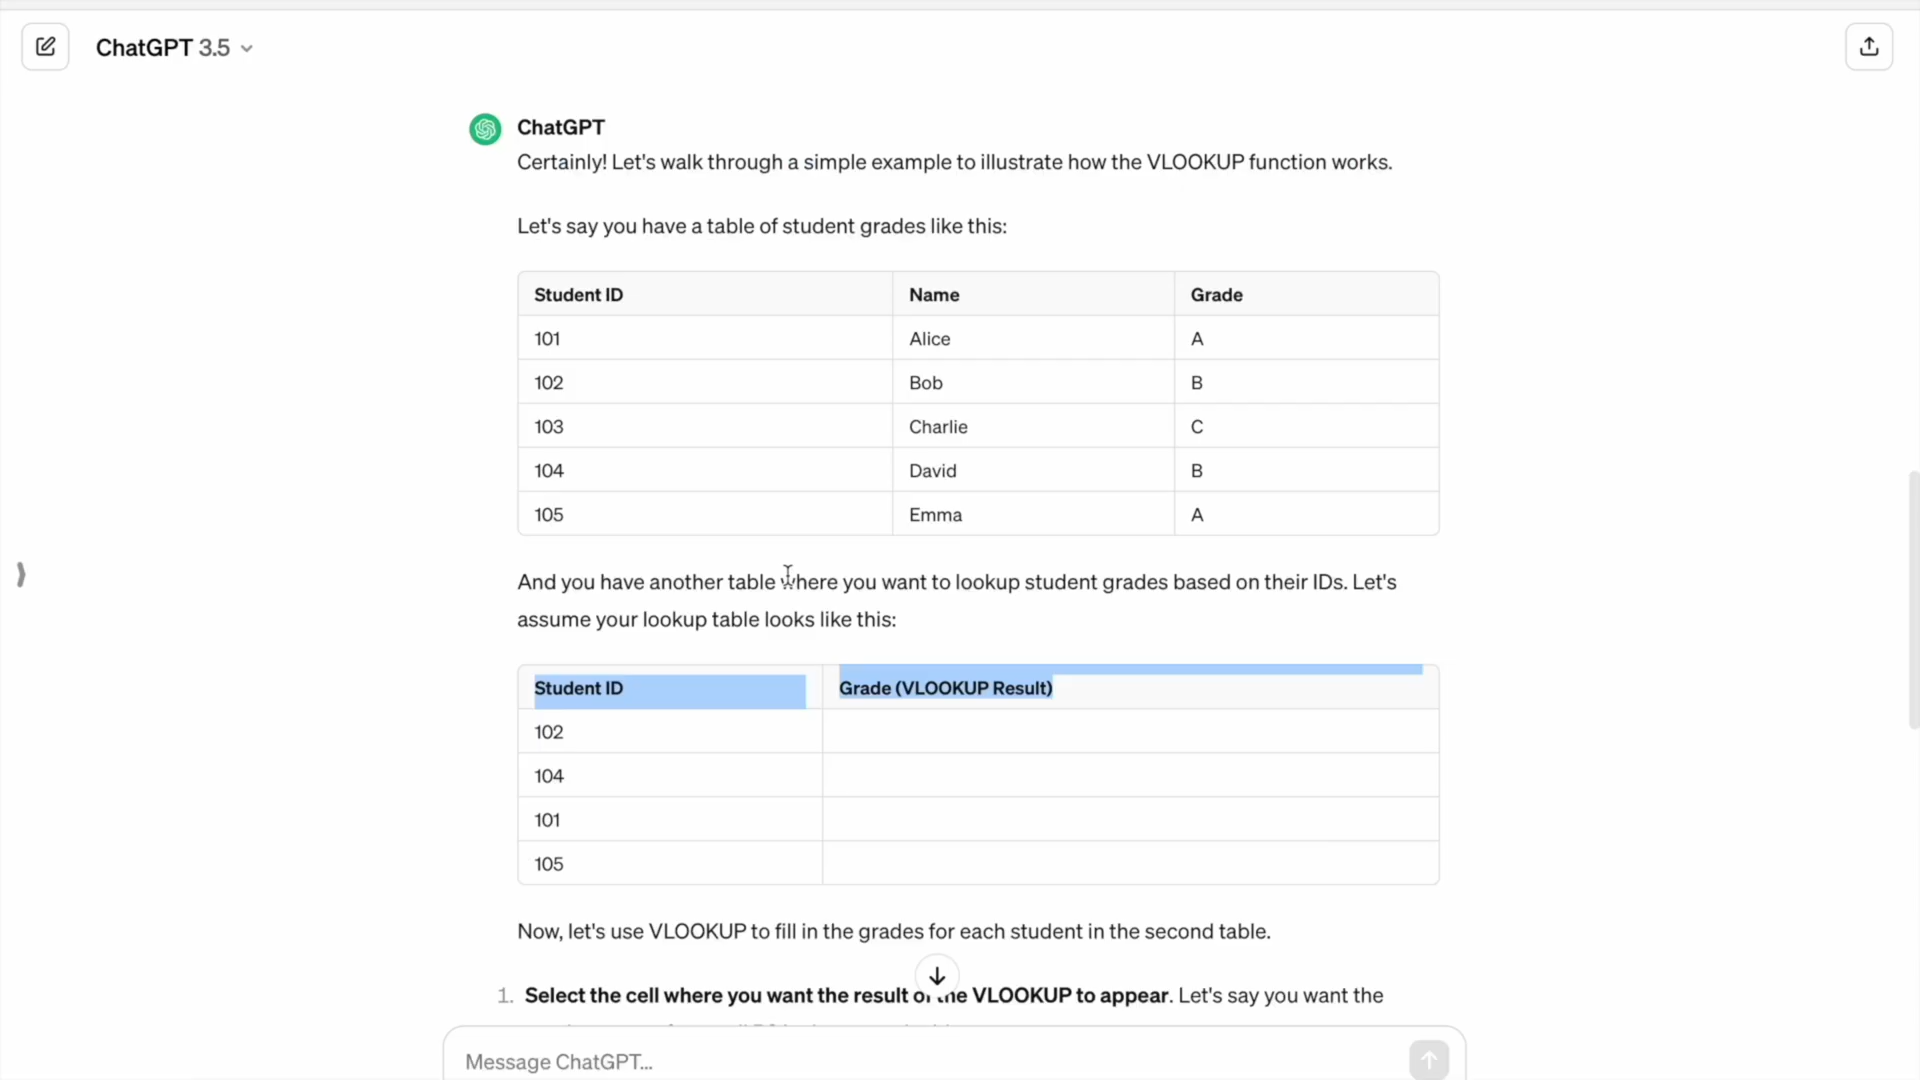 ChatGPT 3.5
ChatGPT
Certainly! Let's walk through a simple example to illustrate how the VLOOKUP function works.
Let's say you have a table of student grades like this:
Student ID Name Grade
101 Alice A
102 Bob B
103 Charlie C
104 David B
105 Emma A
And you have another table where you want to lookup student grades based on their IDs. Let's
assume your lookup table looks like this:
Student ID Grade (VLOOKUP Result)
102
104
101
105
Now, let's use VLOOKUP to fill in the grades for each student in the second table.
1. Select the cell where you want the result of the VLOOKUP to appear. Let's say you want the
Message ChatGPT...